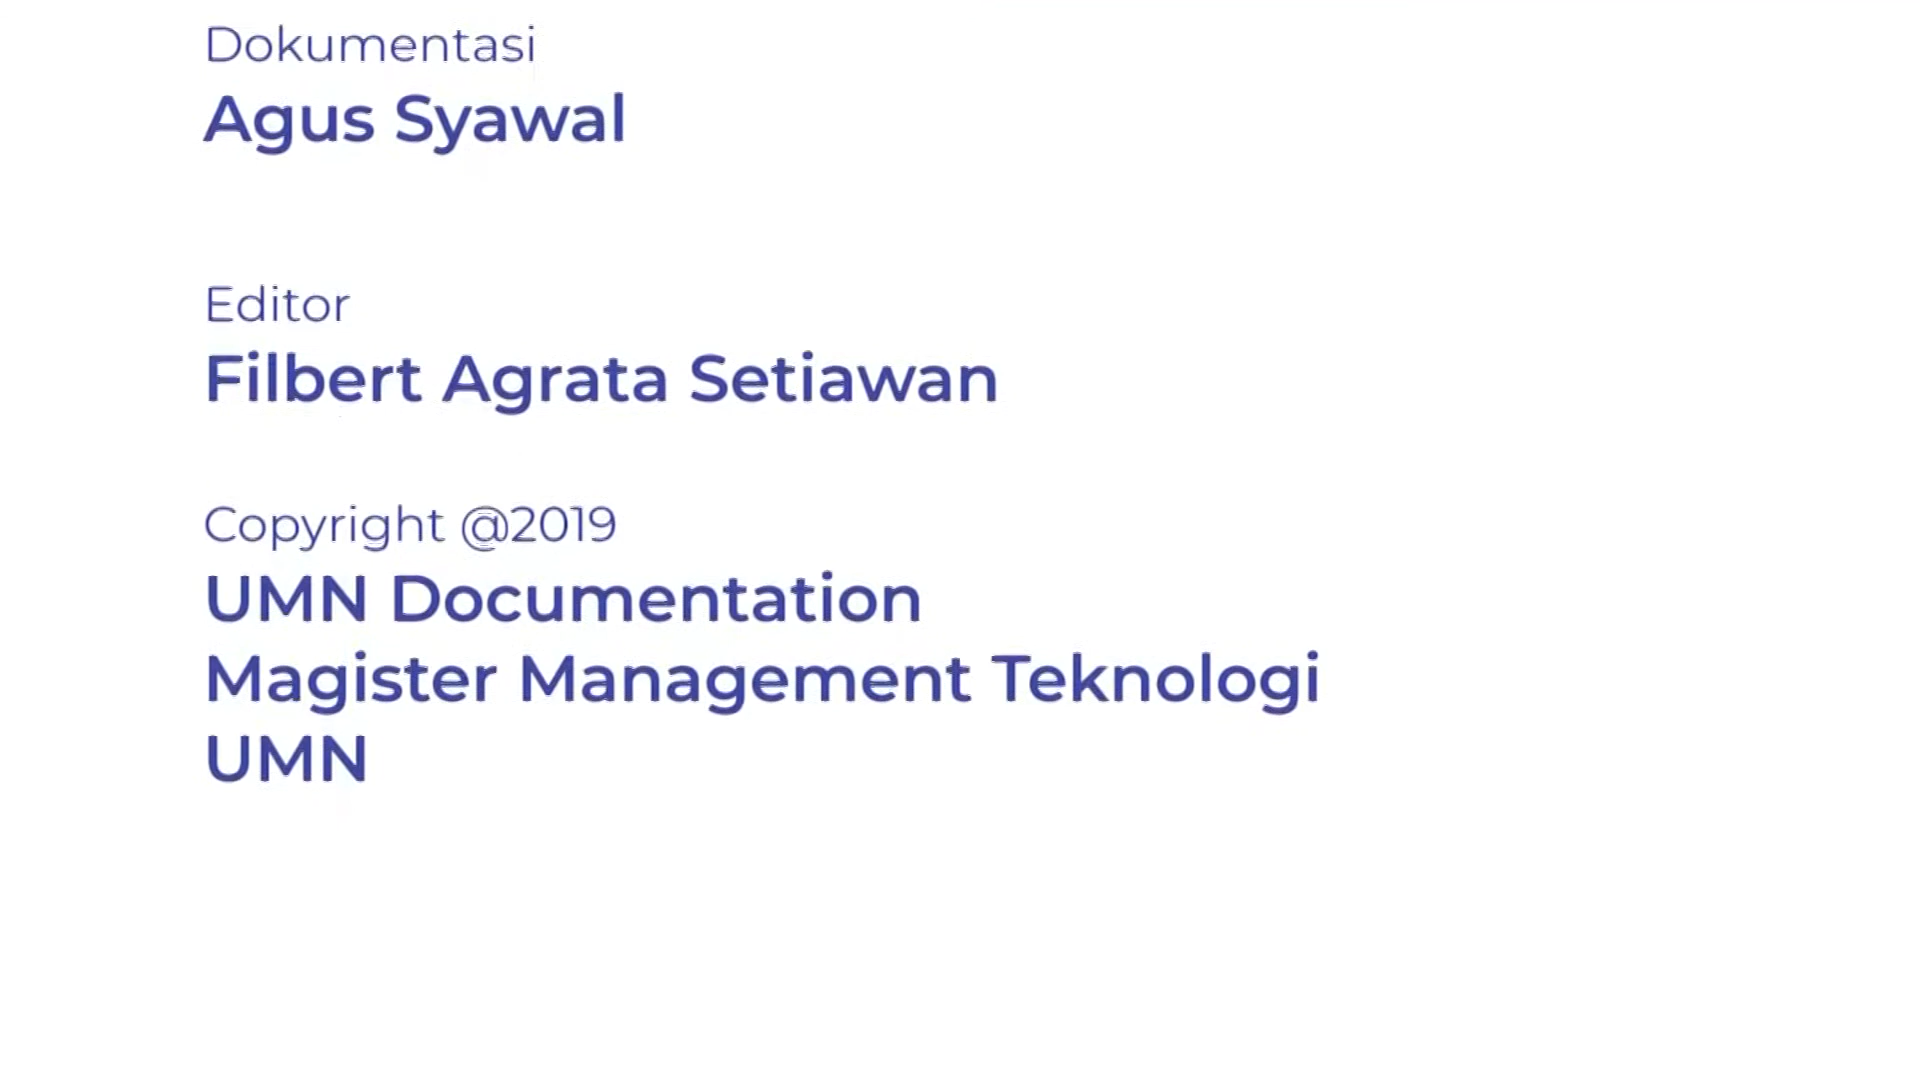 Dokumentasi
Agus Syawal
Editor
Filbert Agrata Setiawan
Copyright @2019
UMN Documentation
Magister Management Teknologi
UMN